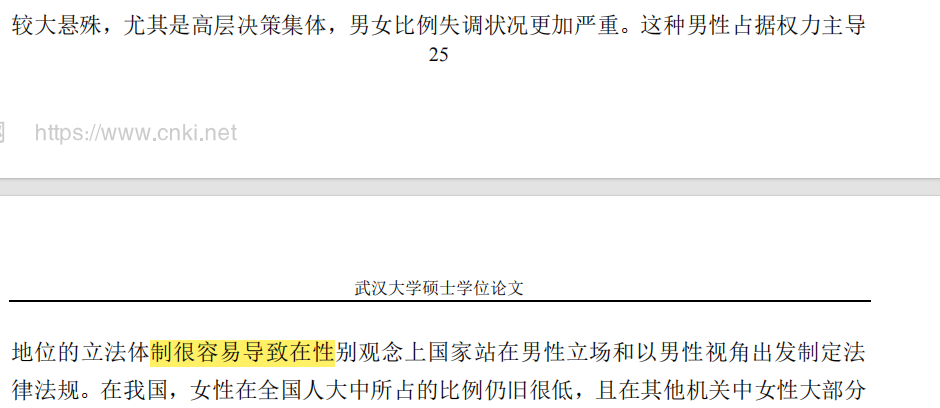 较大悬殊，尤其是高层决策集体，男女比例失调状况更加严重。这种男性占据权力主导
25
网 https://www.cnki.net
武汉大学硕士学位论文
地位的立法体制很容易导致在性别观念上国家站在男性立场和以男性视角出发制定法
律法规。在我国，女性在全国人大中所占的比例仍旧很低，且在其他机关中女性大部分